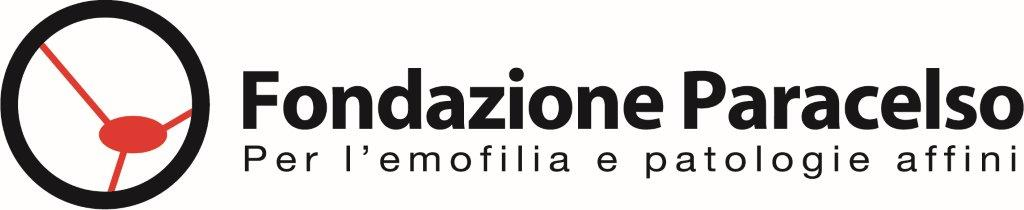 Fondazione Paracelso
Per l’emofilia e patologie affini